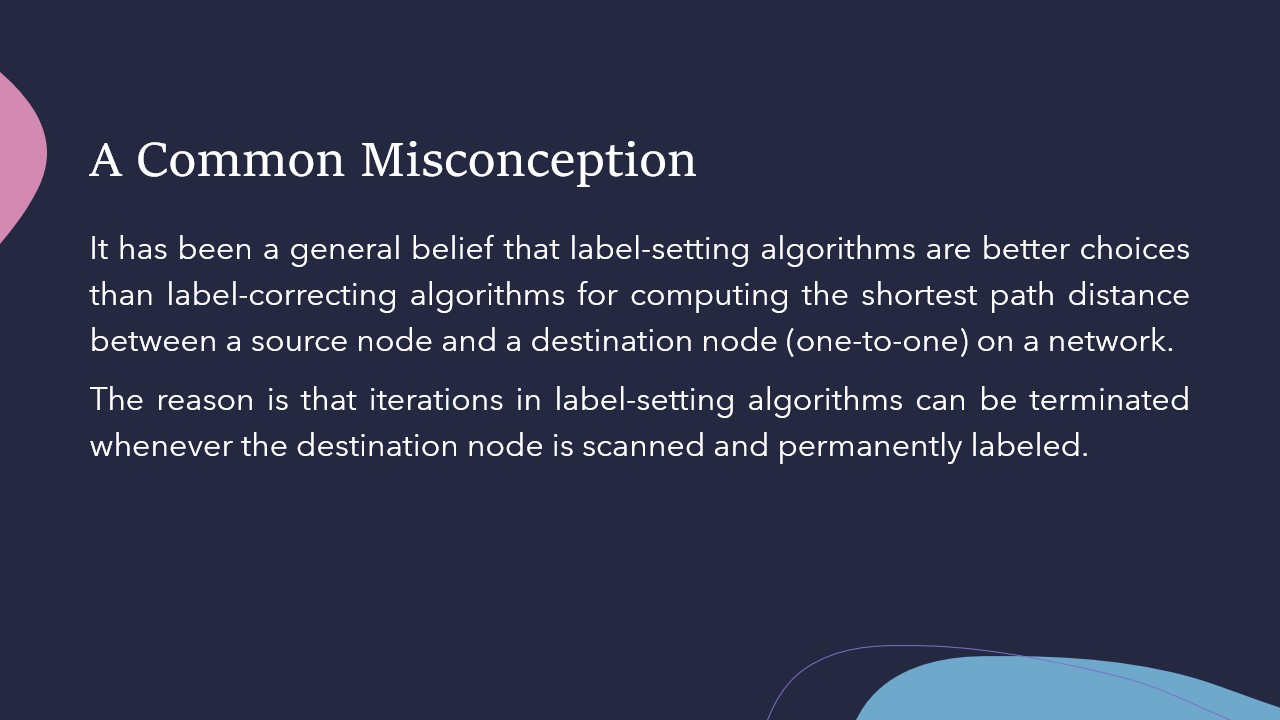 A Common Misconception
It has been a general belief that label-setting algorithms are better choices
than label-correcting algorithms for computing the shortest path distance
between a source node and a destination node (one-to-one) on a network.
The reason is that iterations in label-setting algorithms can be terminated
whenever the destination node is scanned and permanently labeled.